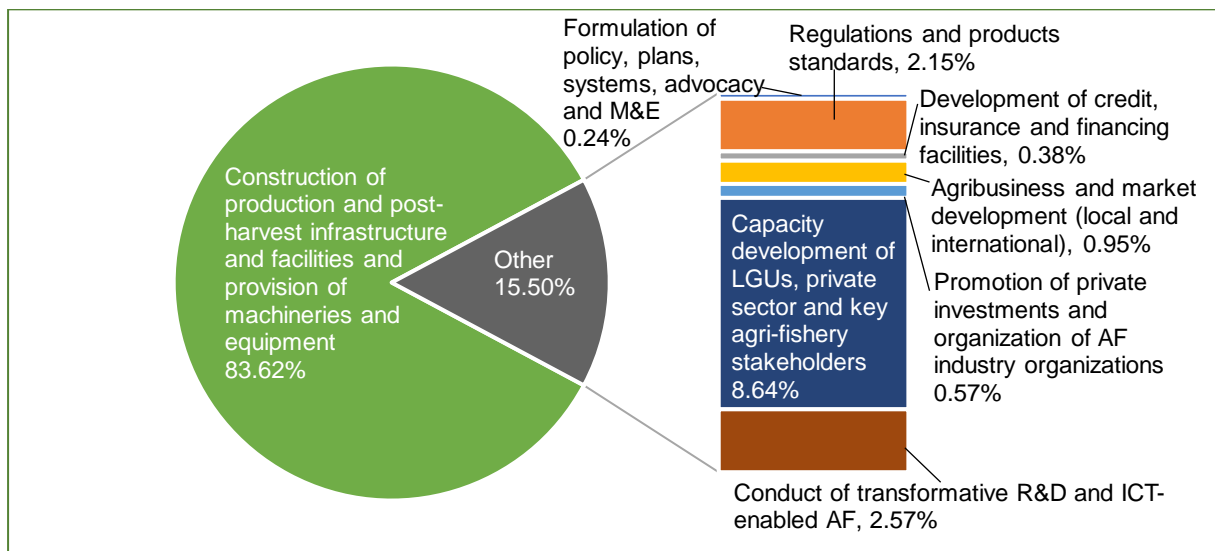 Construction of
production and post-
harvest infrastructure
and facilities and
provision of
machineries and
equipment
83.62%
Other
15.50%
Formulation of
policy, plans,
systems, advocacy
and M&E
0.24%
Regulations and products
standards, 2.15%
Development of credit,
insurance and financing
facilities, 0.38%
Agribusiness and market
development (local and
international), 0.95%
Promotion of private
investments and
organization of AF
industry organizations
0.57%
Capacity
development of
LGUs, private
sector and key
agri-fishery
stakeholders
8.64%
Conduct of transformative R&D and ICT-
enabled AF, 2.57%